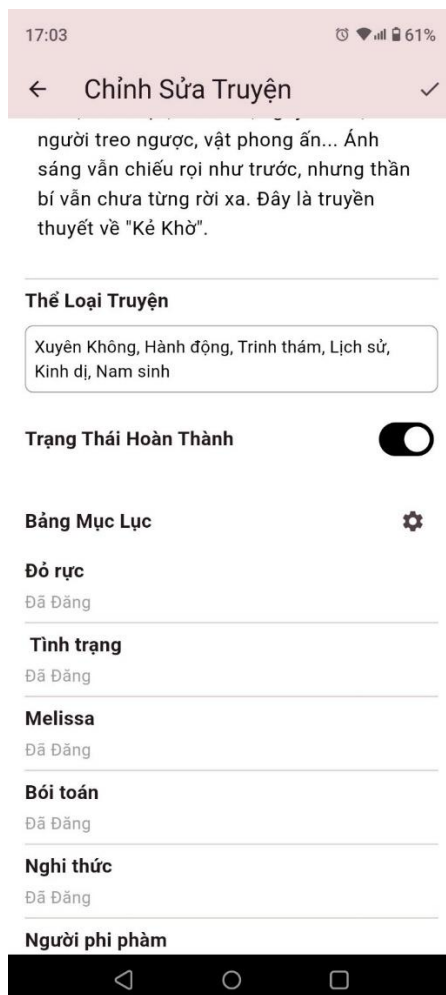 17:03
61%
Chỉnh Sửa Truyện
người treo ngược, vật phong ấn... Ánh
sáng vẫn chiếu rọi như trước, nhưng thần
bí vẫn chưa từng rời xa. Đây là truyền
thuyết về "Kẻ Khờ".
Thể Loại Truyện
Xuyên Không, Hành động, Trinh thám, Lịch sử,
Kinh dị, Nam sinh
Trạng Thái Hoàn Thành
Bảng Mục Lục
Đỏ rực
Đã Đăng
Tình trạng
Đã Đăng
Melissa
Đã Đăng
Bói toán
Đã Đăng
Nghi thức
Đã Đăng
Người phi phàm